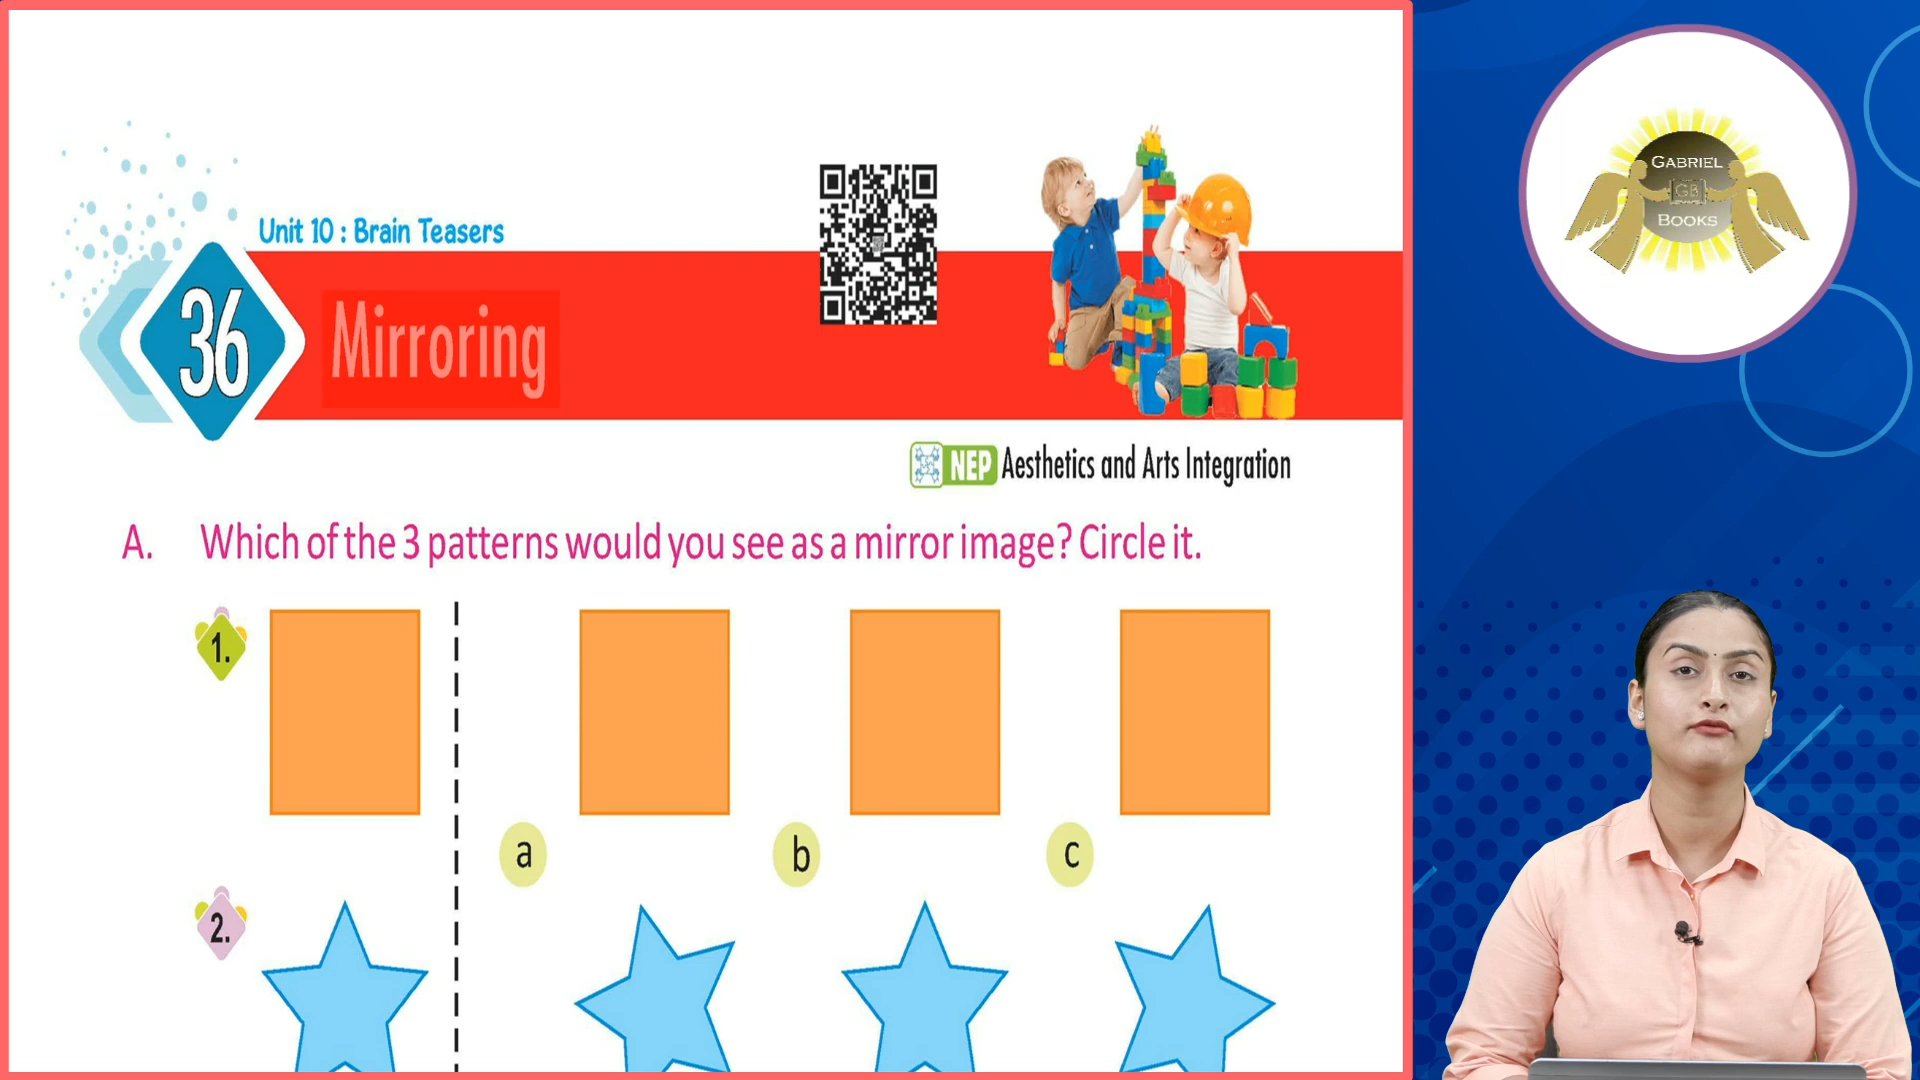 Unit 10 : Brain Teasers
36
Mirroring
NEP Aesthetics and Arts Integration
A. Which of the 3 patterns would you see as a mirror image? Circle it.
1.
a
b
c
2.
GABRIEL
GB
BOOKS